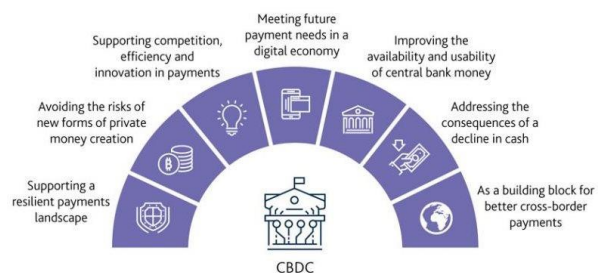 Meeting future
payment needs in a
digital economy
Supporting competition,
efficiency and
innovation in payments
Improving the
availability and usability
of central bank money
Avoiding the risks of
new forms of private
money creation
Addressing the
consequences of a
decline in cash
Supporting a
resilient payments
landscape
As a building block for
better cross-border
payments
CBDC